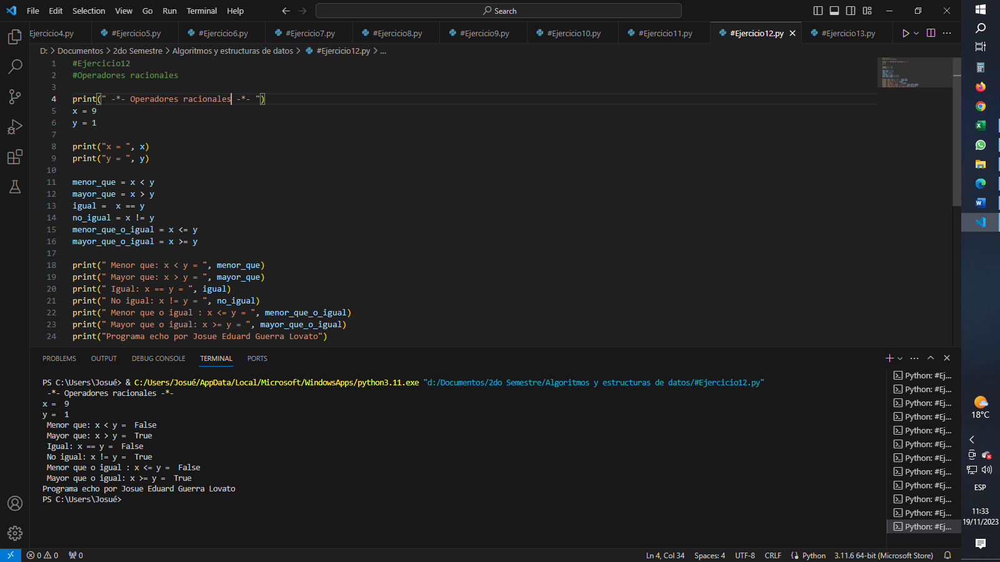 File Edit Selection View Go Run Terminal Help
Search
Ejercicio4.py #Ejercicio5.py #Ejercicio6.py #Ejercicio7.py #Ejercicio8.py #Ejercicio9.py #Ejercicio10.py #Ejercicio11.py #Ejercicio12.py #Ejercicio13.py
D: > Documentos > 2do Semestre > Algoritmos y estructuras de datos > #Ejercicio12.py > ...
1 #Ejercicio12
2 #Operadores racionales
3
4 print(" -*- Operadores racionales -*- ")
5 x = 9
6 y = 1
7
8 print("x = ", x)
9 print("y = ", y)
10
11 menor_que = x < y
12 mayor_que = x > y
13 igual =  x == y
14 no_igual = x != y
15 menor_que_o_igual = x <= y
16 mayor_que_o_igual = x >= y
17
18 print(" Menor que: x < y = ", menor_que)
19 print(" Mayor que: x > y = ", mayor_que)
20 print(" Igual: x == y = ", igual)
21 print(" No igual: x != y = ", no_igual)
22 print(" Menor que o igual : x <= y = ", menor_que_o_igual)
23 print(" Mayor que o igual: x >= y = ", mayor_que_o_igual)
24 print("Programa echo por Josue Eduard Guerra Lovato")
PROBLEMS OUTPUT DEBUG CONSOLE TERMINAL PORTS
PS C:\Users\Josué> & C:/Users/Josué/AppData/Local/Microsoft/WindowsApps/python3.11.exe "d:/Documentos/2do Semestre/Algoritmos y estructuras de datos/#Ejercicio12.py"
 -*- Operadores racionales -*-
x =  9
y =  1
 Menor que: x < y =  False
 Mayor que: x > y =  True
 Igual: x == y =  False
 No igual: x != y =  True
 Menor que o igual : x <= y =  False
 Mayor que o igual: x >= y =  True
Programa echo por Josue Eduard Guerra Lovato
PS C:\Users\Josué>
Python: #Ej...
Python: #Ej...
Python: #Ej...
Python: #Ej...
Python: #Ej...
Python: #Ej...
Python: #Ej...
Python: #Ej...
Python: #Ej...
Python: #Ej...
Python: #Ej...
Python: #Ej...
18°C
ESP
11:33
19/11/2023
0 0 0 Ln 4, Col 34 Spaces: 4 UTF-8 CRLF Python 3.11.6 64-bit (Microsoft Store)